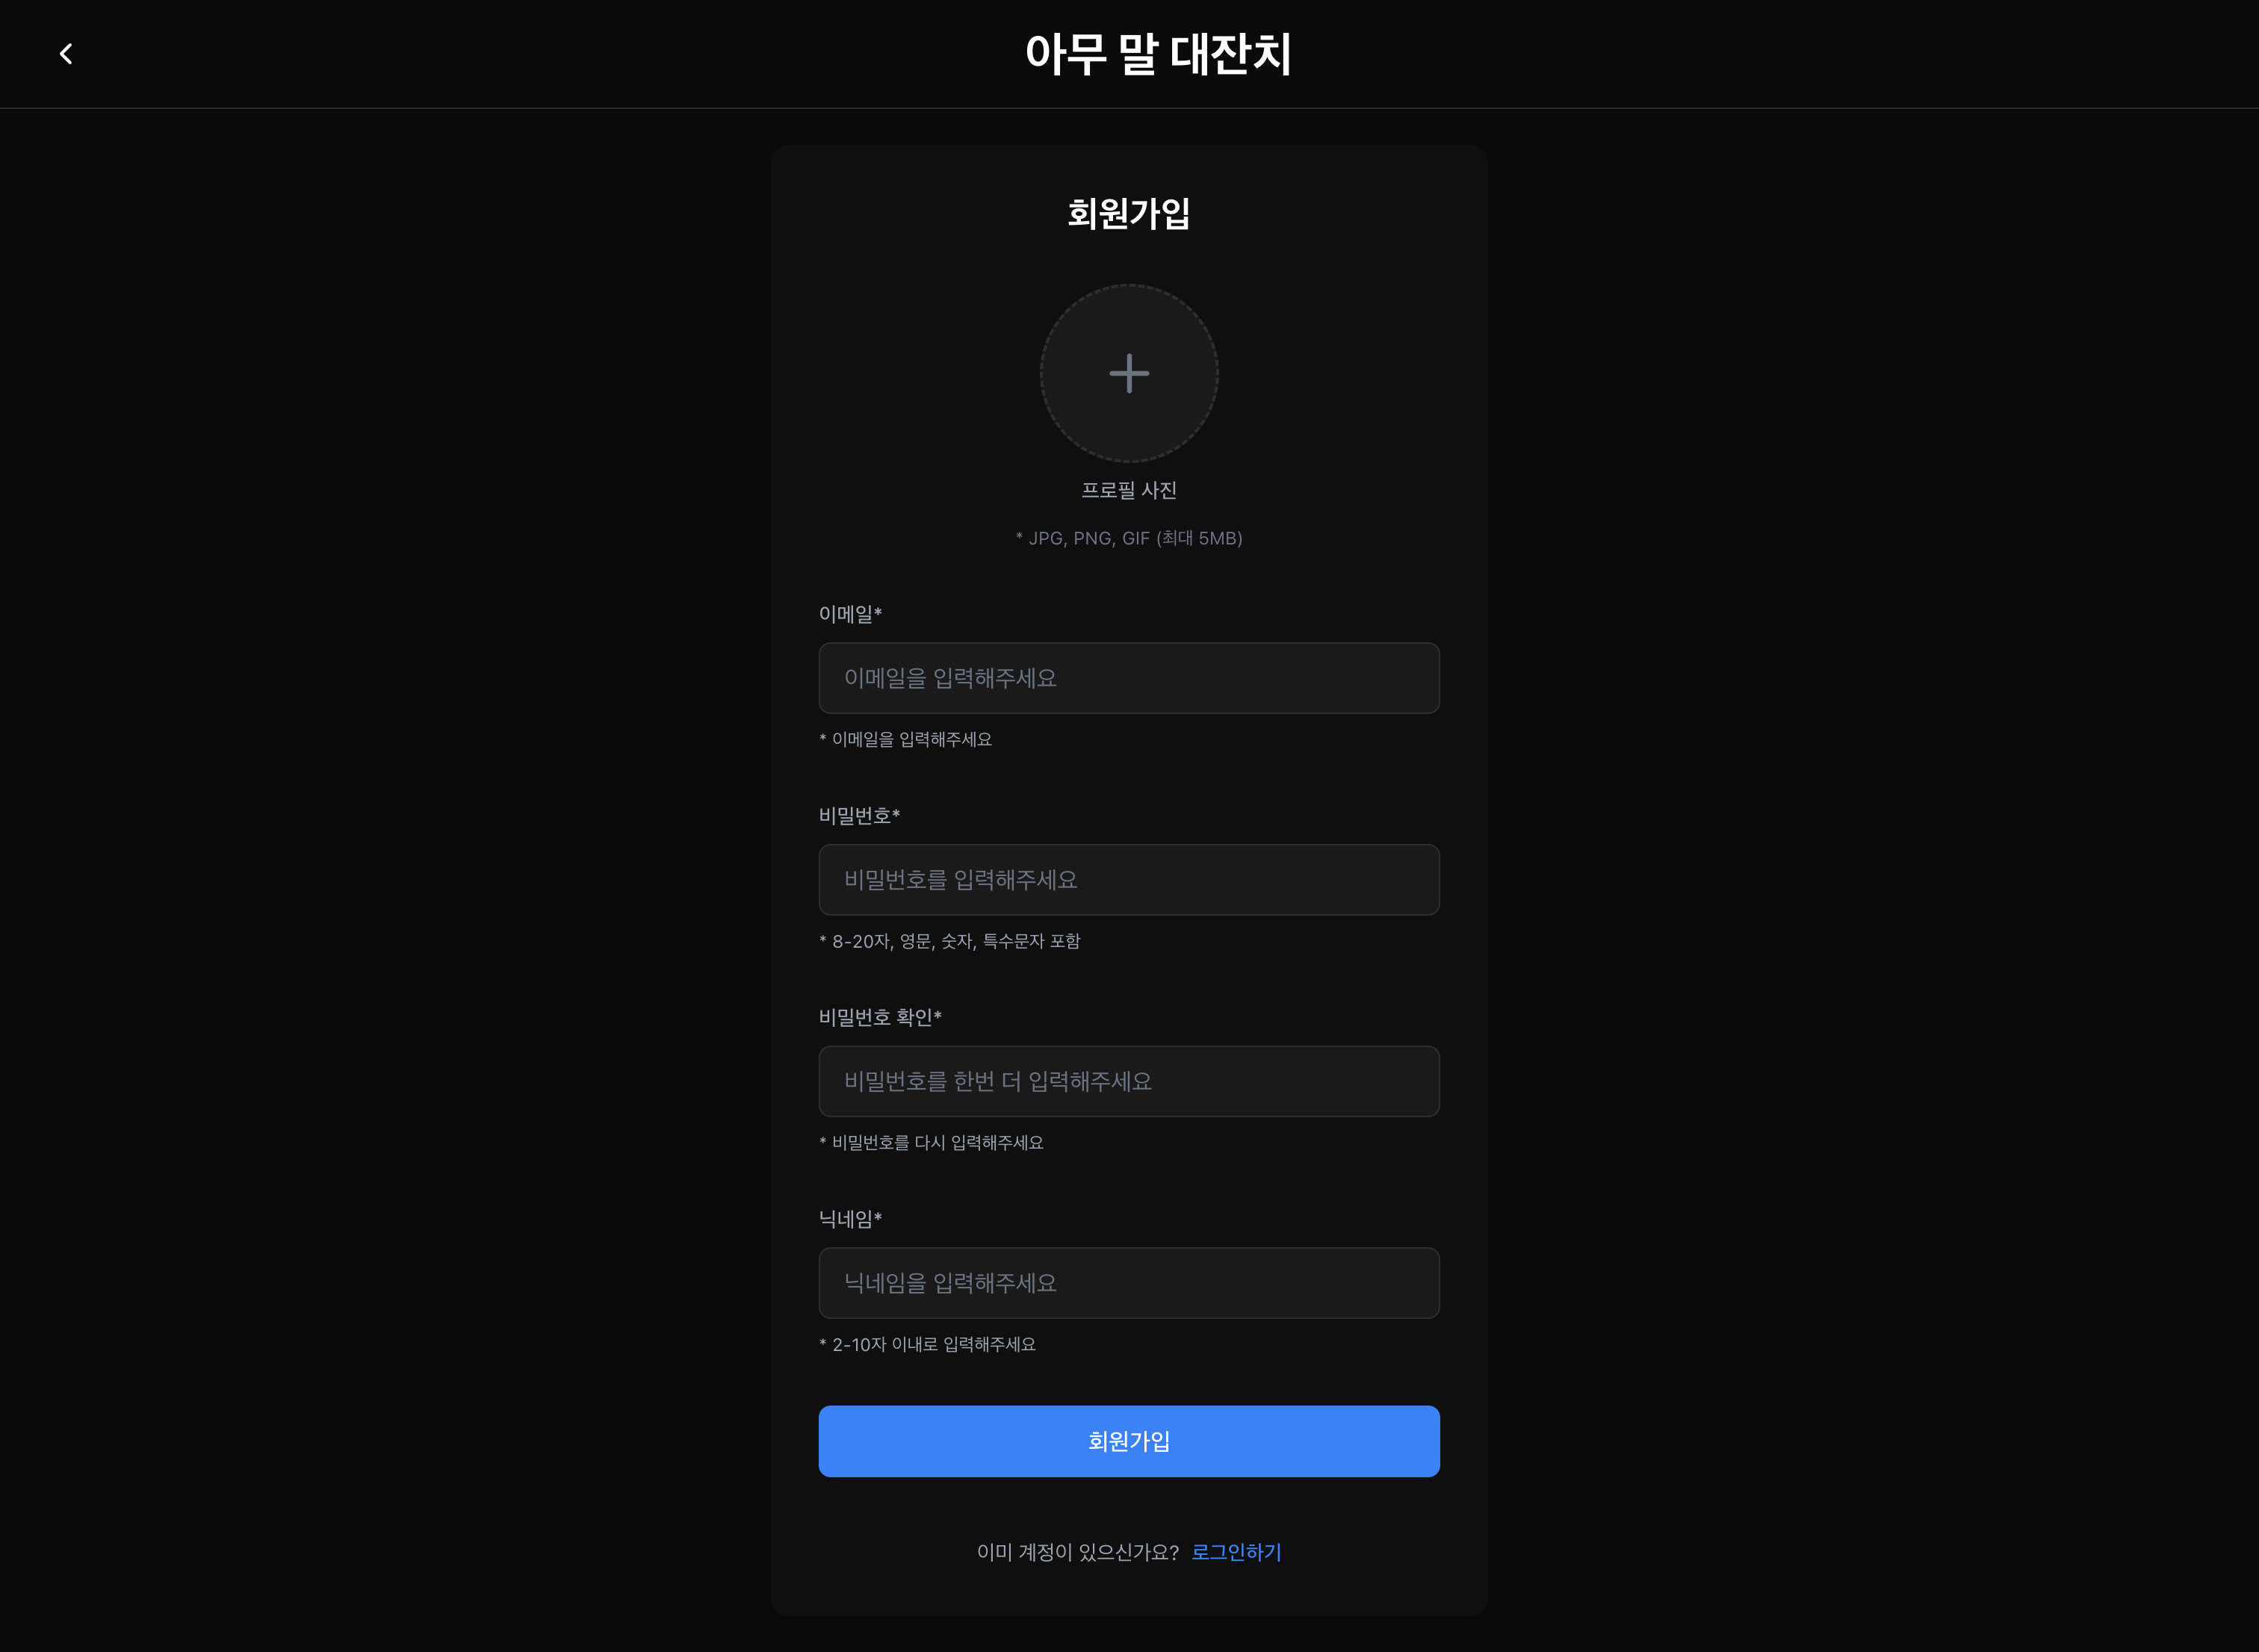 아무 말 대잔치
회원가입
프로필 사진
* JPG, PNG, GIF (최대 5MB)
이메일*
이메일을 입력해주세요
* 이메일을 입력해주세요
비밀번호*
비밀번호를 입력해주세요
* 8-20자, 영문, 숫자, 특수문자 포함
비밀번호 확인*
비밀번호를 한번 더 입력해주세요
* 비밀번호를 다시 입력해주세요
닉네임*
닉네임을 입력해주세요
* 2-10자 이내로 입력해주세요
회원가입
이미 계정이 있으신가요? 로그인하기